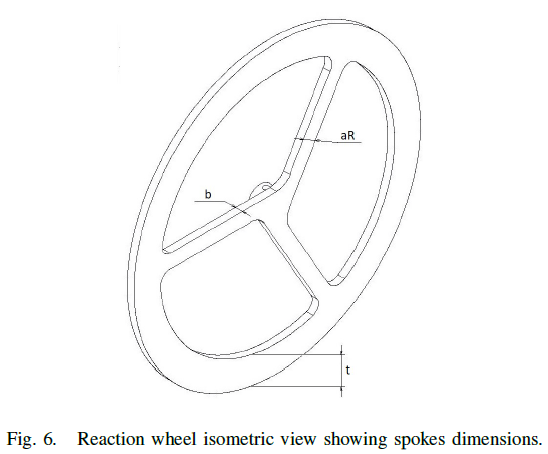 aR
b
t
Fig. 6. Reaction wheel isometric view showing spokes dimensions.